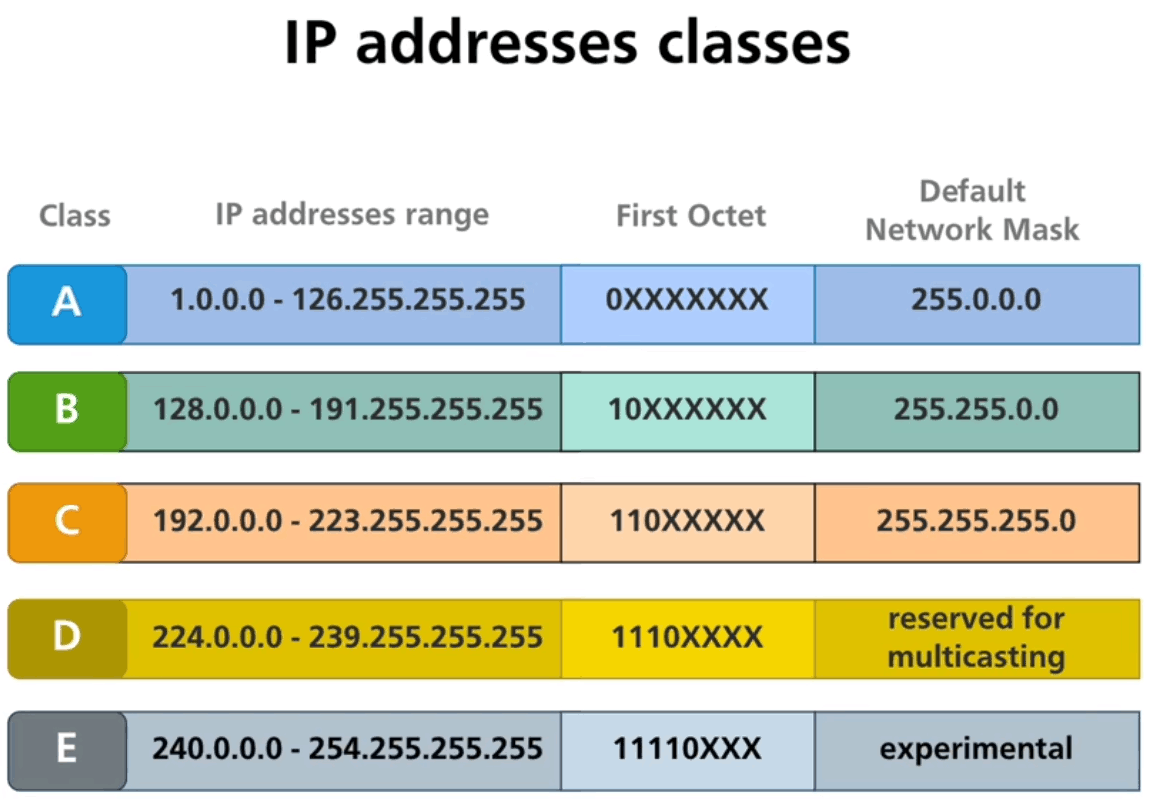 IP addresses classes
Class IP addresses range First Octet Default
Network Mask
A 1.0.0.0 - 126.255.255.255 0XXXXXXX 255.0.0.0
B 128.0.0.0 - 191.255.255.255 10XXXXXX 255.255.0.0
C 192.0.0.0 - 223.255.255.255 110XXXXX 255.255.255.0
D 224.0.0.0 - 239.255.255.255 1110XXXX reserved for
multicasting
E 240.0.0.0 - 254.255.255.255 11110XXX experimental